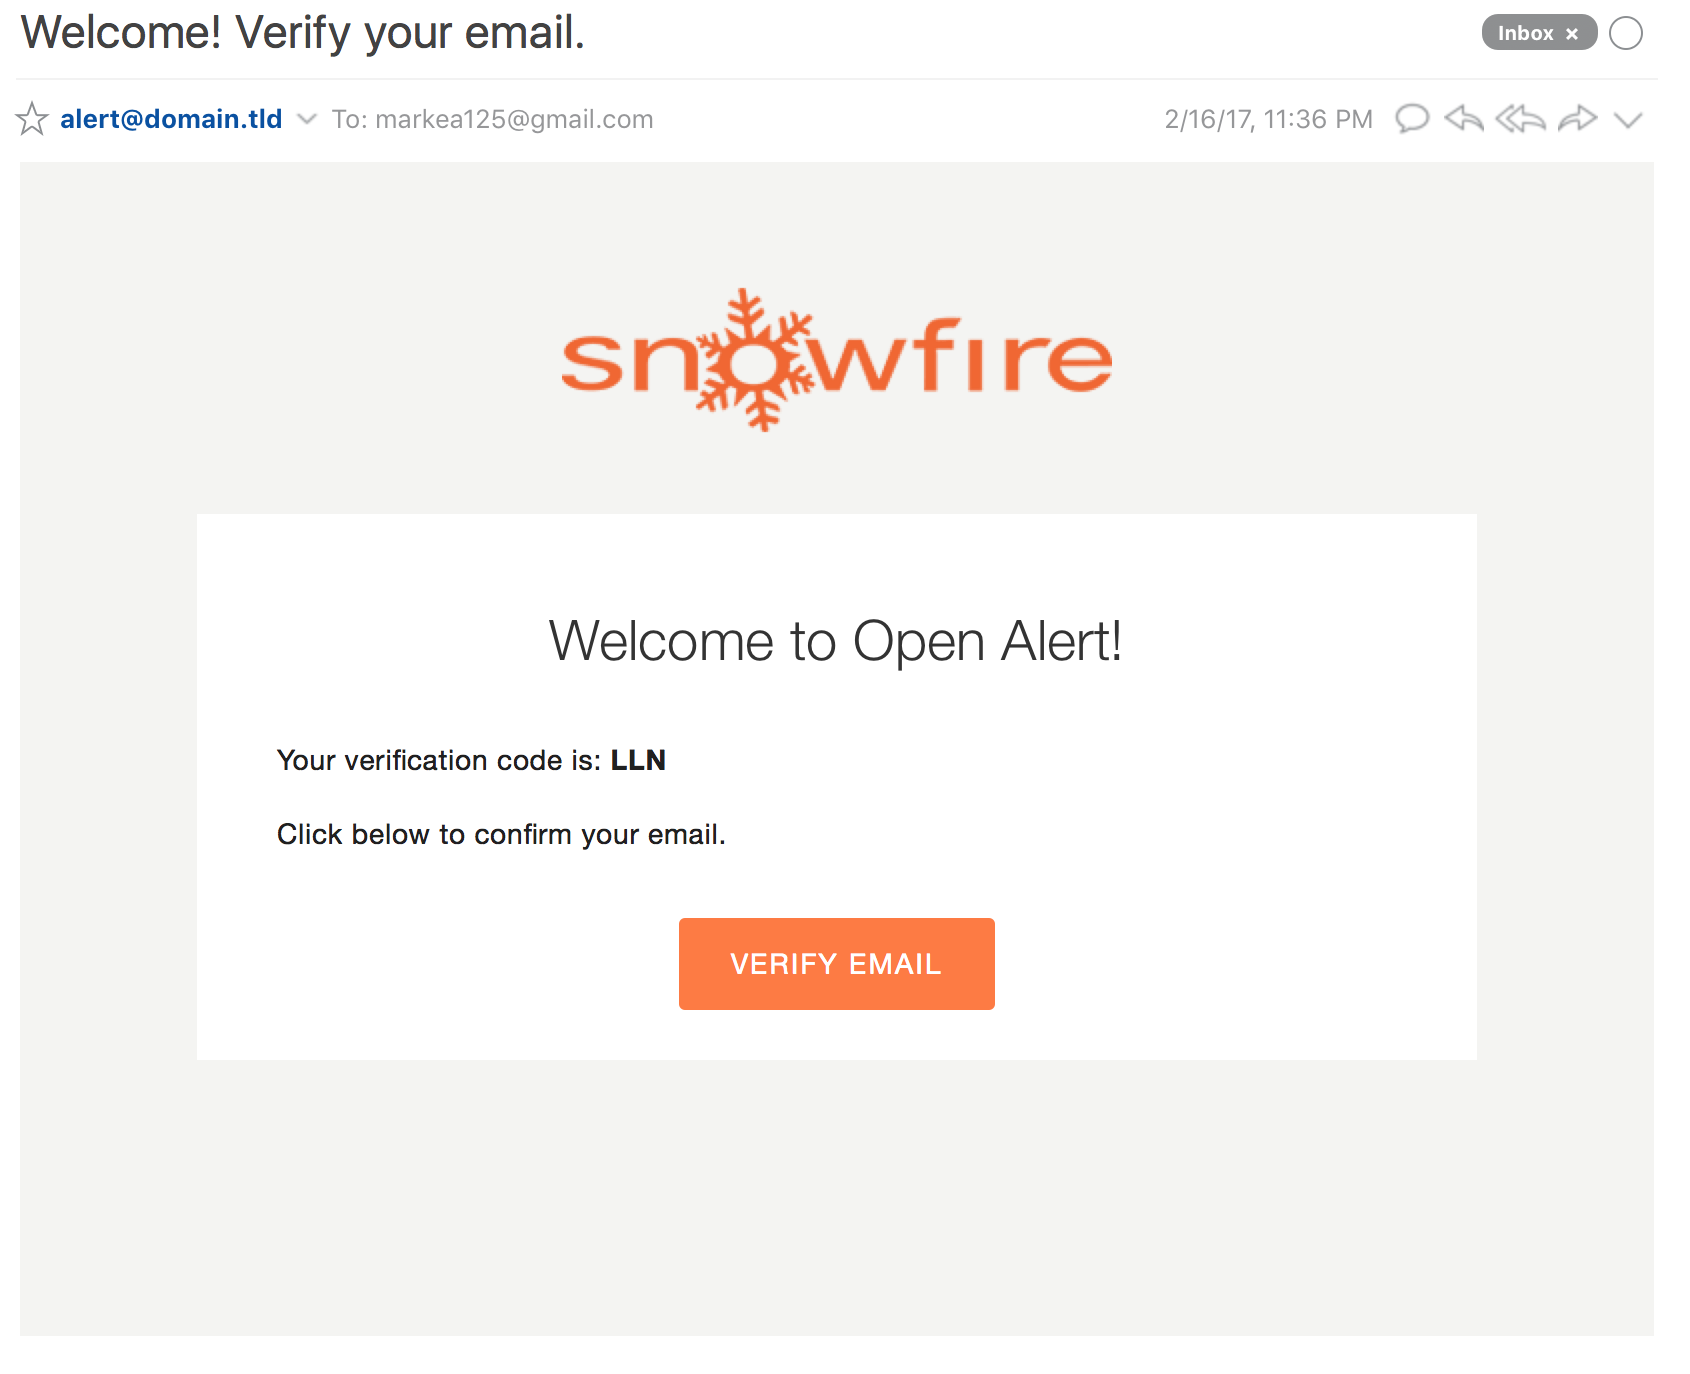 Welcome! Verify your email.
Inbox ×
alert@domain.tld To: markea125@gmail.com 2/16/17, 11:36 PM
snowfire
Welcome to Open Alert!
Your verification code is: LLN
Click below to confirm your email.
VERIFY EMAIL